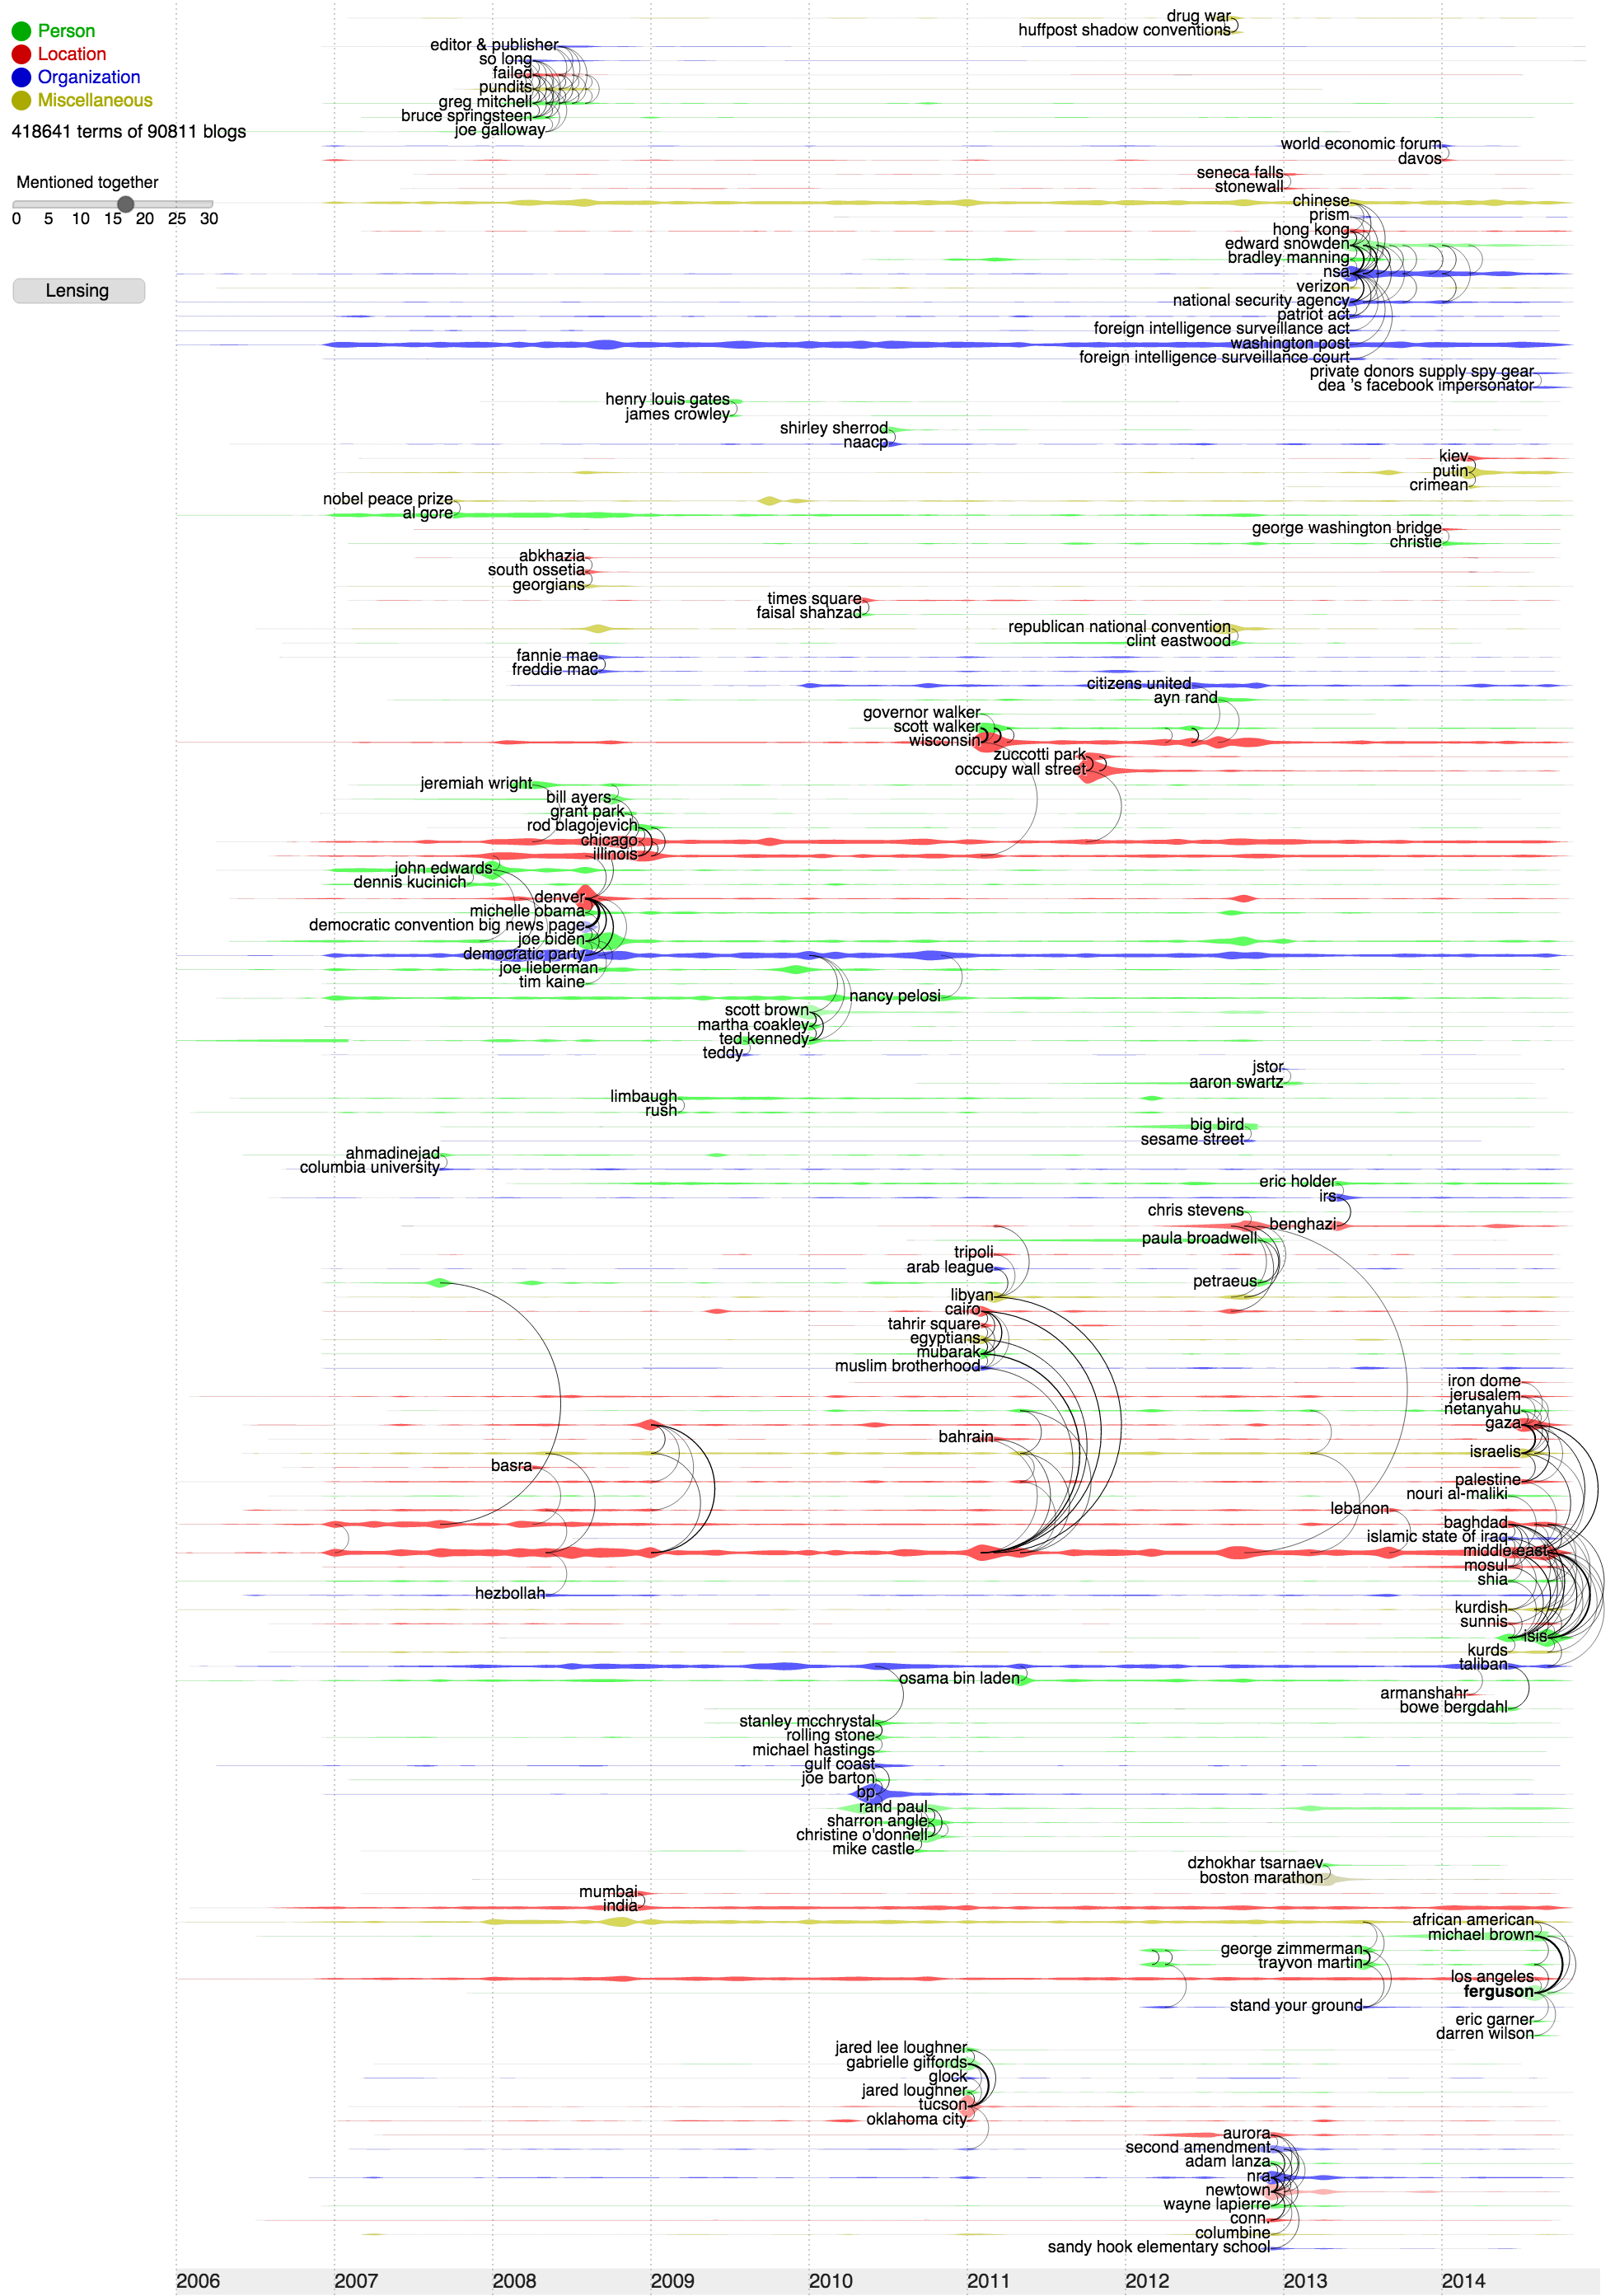 Person
Location
Organization
Miscellaneous
418641 terms of 90811 blogs
Mentioned together
0 5 10 15 20 25 30
Lensing
drug war
huffpost shadow conventions
editor & publisher
so long
failed
pundits
greg mitchell
bruce springsteen
joe galloway
world economic forum
davos
seneca falls
stonewall
chinese
prism
hong kong
edward snowden
bradley manning
nsa
verizon
national security agency
patriot act
foreign intelligence surveillance act
washington post
foreign intelligence surveillance court
private donors supply spy gear
dea 's facebook impersonator
henry louis gates
james crowley
shirley sherrod
naacp
kiev
putin
crimean
nobel peace prize
al gore
george washington bridge
christie
abkhazia
south ossetia
georgians
times square
faisal shahzad
republican national convention
clint eastwood
fannie mae
freddie mac
citizens united
ayn rand
governor walker
scott walker
wisconsin
zuccotti park
occupy wall street
jeremiah wright
bill ayers
grant park
rod blagojevich
chicago
illinois
john edwards
dennis kucinich
denver
michelle obama
democratic convention big news page
joe biden
democratic party
joe lieberman
tim kaine
nancy pelosi
scott brown
martha coakley
ted kennedy
teddy
jstor
aaron swartz
limbaugh
rush
big bird
sesame street
ahmadinejad
columbia university
eric holder
irs
chris stevens
benghazi
paula broadwell
tripoli
arab league
petraeus
libyan
cairo
tahrir square
egyptians
mubarak
muslim brotherhood
iron dome
jerusalem
netanyahu
gaza
bahrain
israelis
basra
palestine
nouri al-maliki
lebanon
baghdad
islamic state of iraq
middle east
mosul
shia
hezbollah
kurdish
sunnis
isis
kurds
taliban
osama bin laden
armanshahr
bowe bergdahl
stanley mcchrystal
rolling stone
michael hastings
gulf coast
joe barton
bp
rand paul
sharron angle
christine o'donnell
mike castle
dzhokhar tsarnaev
boston marathon
mumbai
india
african american
michael brown
george zimmerman
trayvon martin
los angeles
ferguson
stand your ground
eric garner
darren wilson
jared lee loughner
gabrielle giffords
glock
jared loughner
tucson
oklahoma city
aurora
second amendment
adam lanza
nra
newtown
wayne lapierre
conn.
columbine
sandy hook elementary school
2006 2007 2008 2009 2010 2011 2012 2013 2014